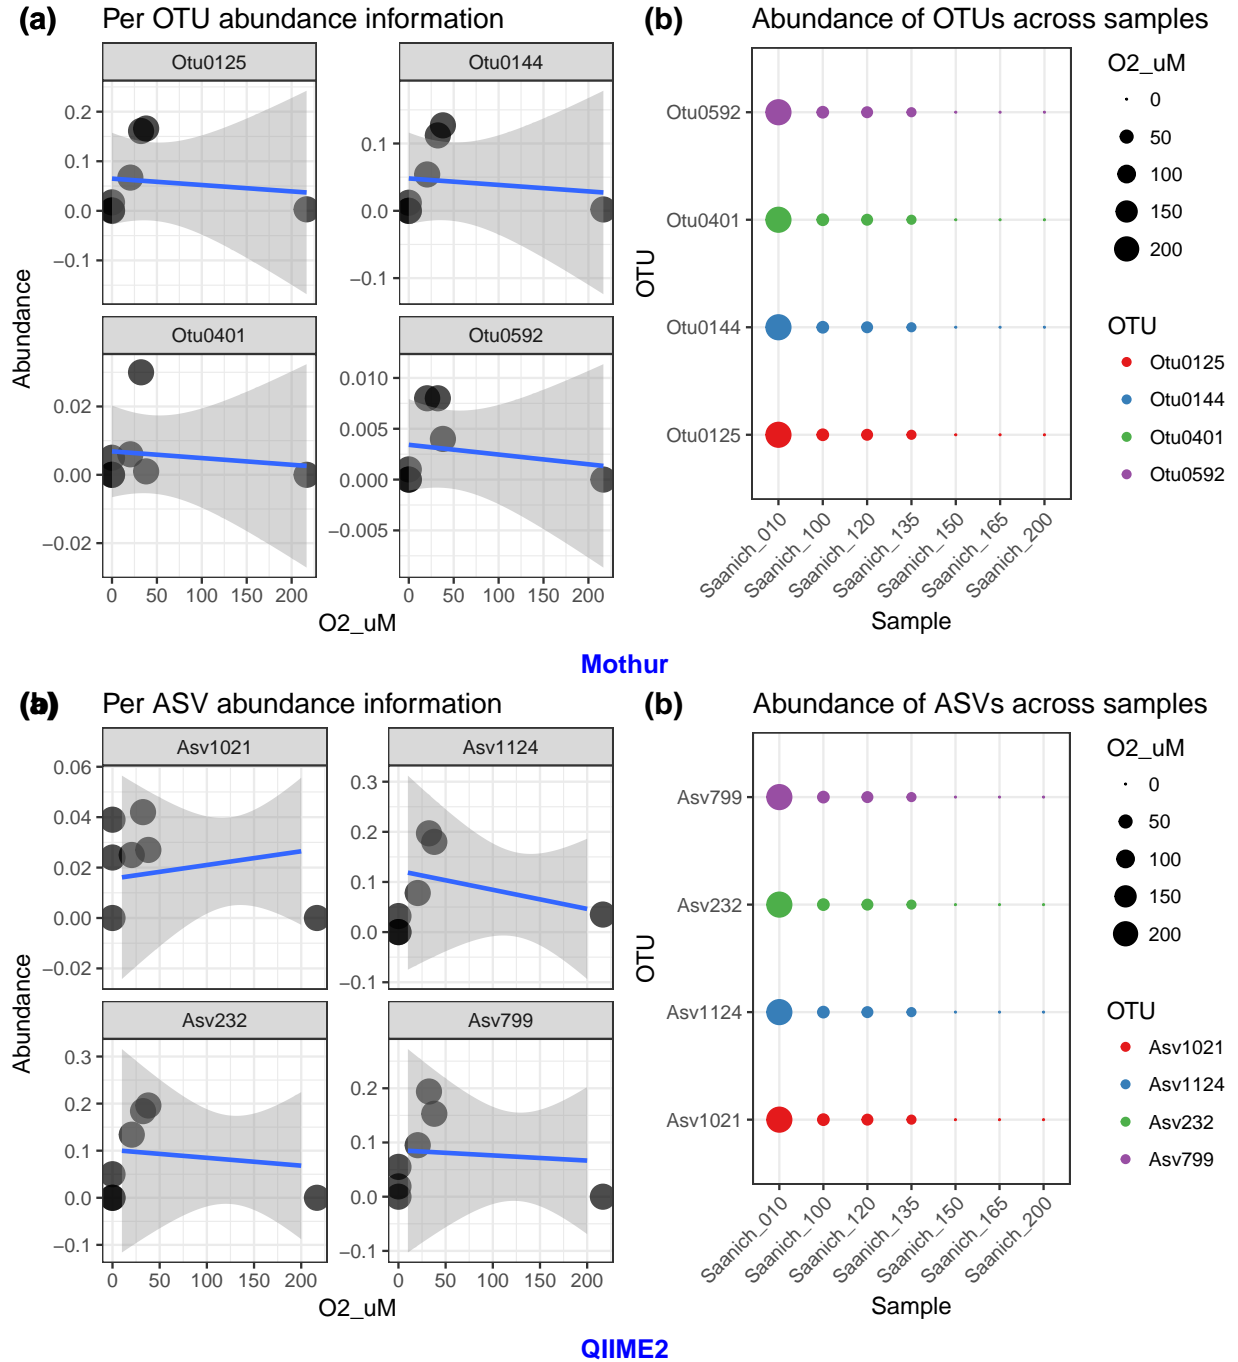 (a) Per OTU abundance information
Otu0125
Otu0144
0.2
0.1
0.0
−0.1
0.1
0.0
−0.1
Otu0401
Otu0592
0.02
0.00
−0.02
0.010
0.005
0.000
−0.005
0 50 100 150 200
0 50 100 150 200
Abundance
O2_uM
(b) Abundance of OTUs across samples
Otu0592
Otu0401
Otu0144
Otu0125
OTU
Saanich_010
Saanich_100
Saanich_120
Saanich_135
Saanich_150
Saanich_165
Saanich_200
Sample
O2_uM
0
50
100
150
200
OTU
Otu0125
Otu0144
Otu0401
Otu0592
Mothur
Per ASV abundance information
Asv1021
Asv1124
0.06
0.04
0.02
0.00
−0.02
0.3
0.2
0.1
0.0
−0.1
Asv232
Asv799
0.3
0.2
0.1
0.0
−0.1
0.2
0.1
0.0
−0.1
0 50 100 150 200
0 50 100 150 200
Abundance
O2_uM
(b) Abundance of ASVs across samples
Asv799
Asv232
Asv1124
Asv1021
OTU
Saanich_010
Saanich_100
Saanich_120
Saanich_135
Saanich_150
Saanich_165
Saanich_200
Sample
O2_uM
0
50
100
150
200
OTU
Asv1021
Asv1124
Asv232
Asv799
QIIME2